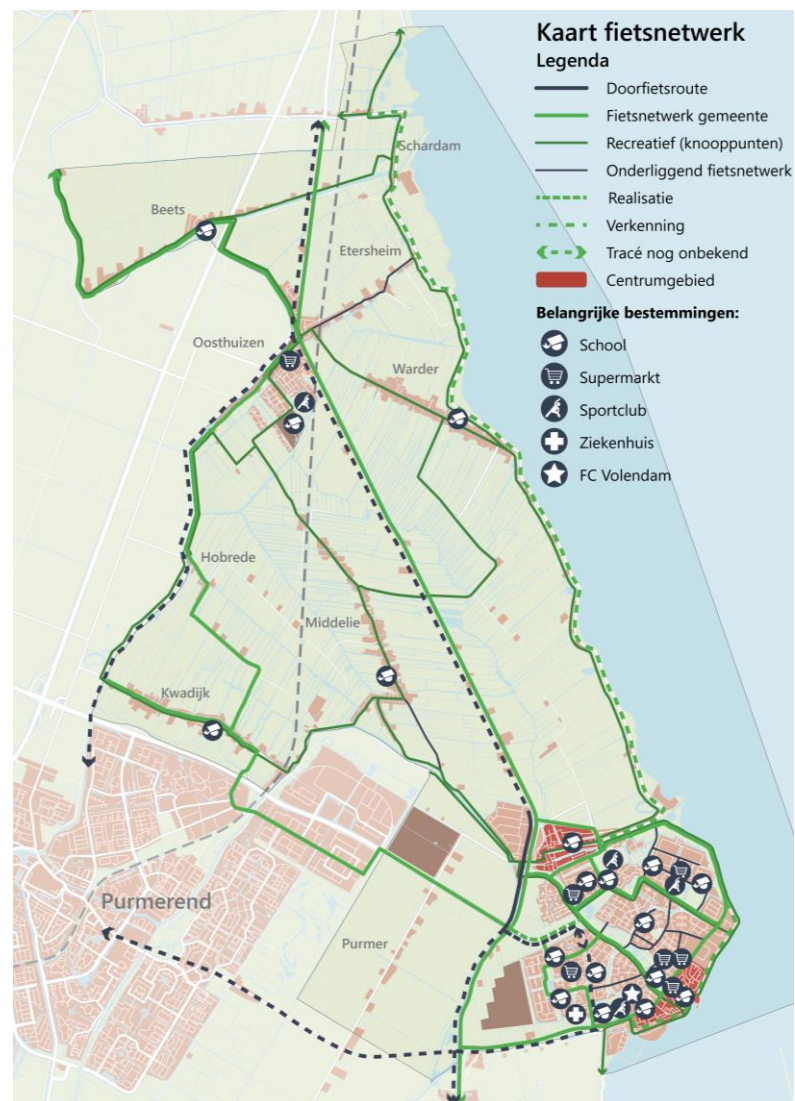 Kaart fietsnetwerk
Legenda
Doorfietsroute
Fietsnetwerk gemeente
Recreatief (knooppunten)
Onderliggend fietsnetwerk
Realisatie
Verkenning
Tracé nog onbekend
Centrumgebied
Belangrijke bestemmingen:
School
Supermarkt
Sportclub
Ziekenhuis
FC Volendam
Schardam
Beets
Etersheim
Oosthuizen
Warder
Hobrede
Middelie
Kwadijk
Purmerend
Purmer